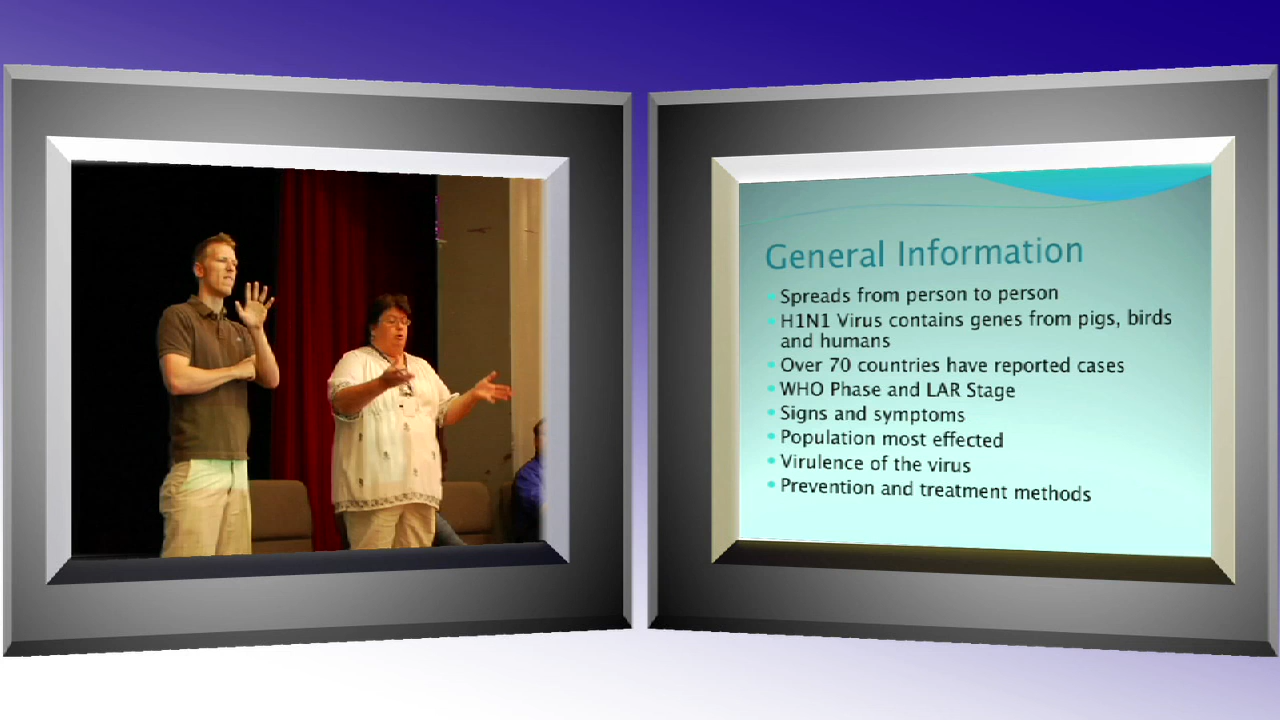 General Information
Spreads from person to person
H1N1 Virus contains genes from pigs, birds
and humans
Over 70 countries have reported cases
WHO Phase and LAR Stage
Signs and symptoms
Population most effected
Virulence of the virus
Prevention and treatment methods